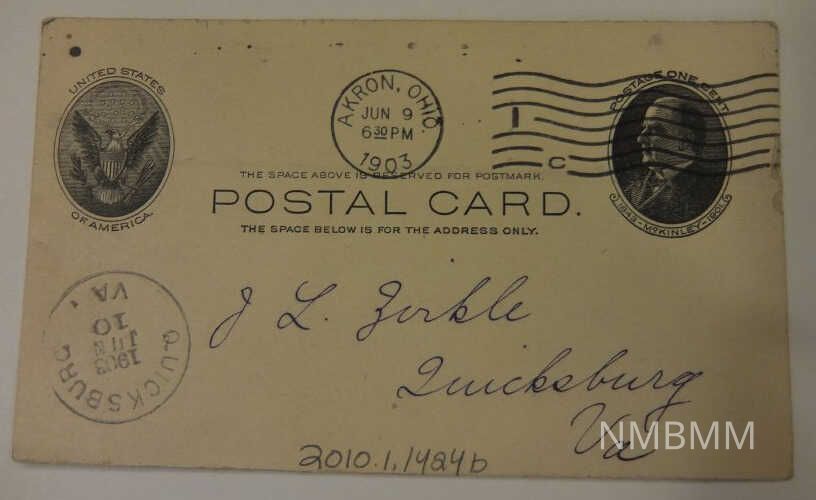 UNITED STATES
OF AMERICA.
AKRON, OHIO.
JUN 9
630 PM
1903
1
C
POSTAGE ONE CENT
1843 - McKINLEY - 1901
THE SPACE ABOVE IS RESERVED FOR POSTMARK.
POSTAL CARD.
THE SPACE BELOW IS FOR THE ADDRESS ONLY.
QUICKSBURG
VA
10
JUN
1903
J L. Zirkle
Quicksburg
Va
NMBMM
2010.1.1424b